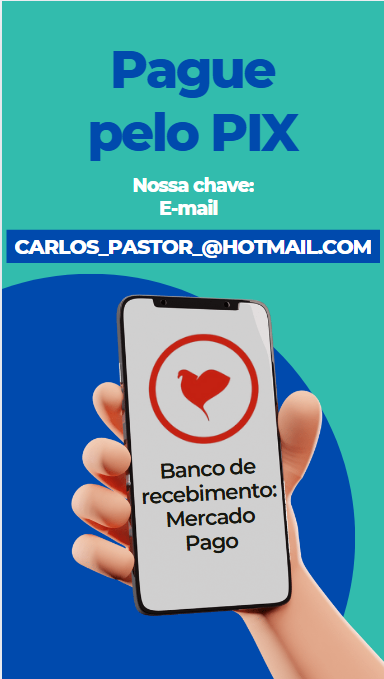 Pague
pelo PIX
Nossa chave:
E-mail
CARLOS_PASTOR_@HOTMAIL.COM
Banco de
recebimento:
Mercado
Pago